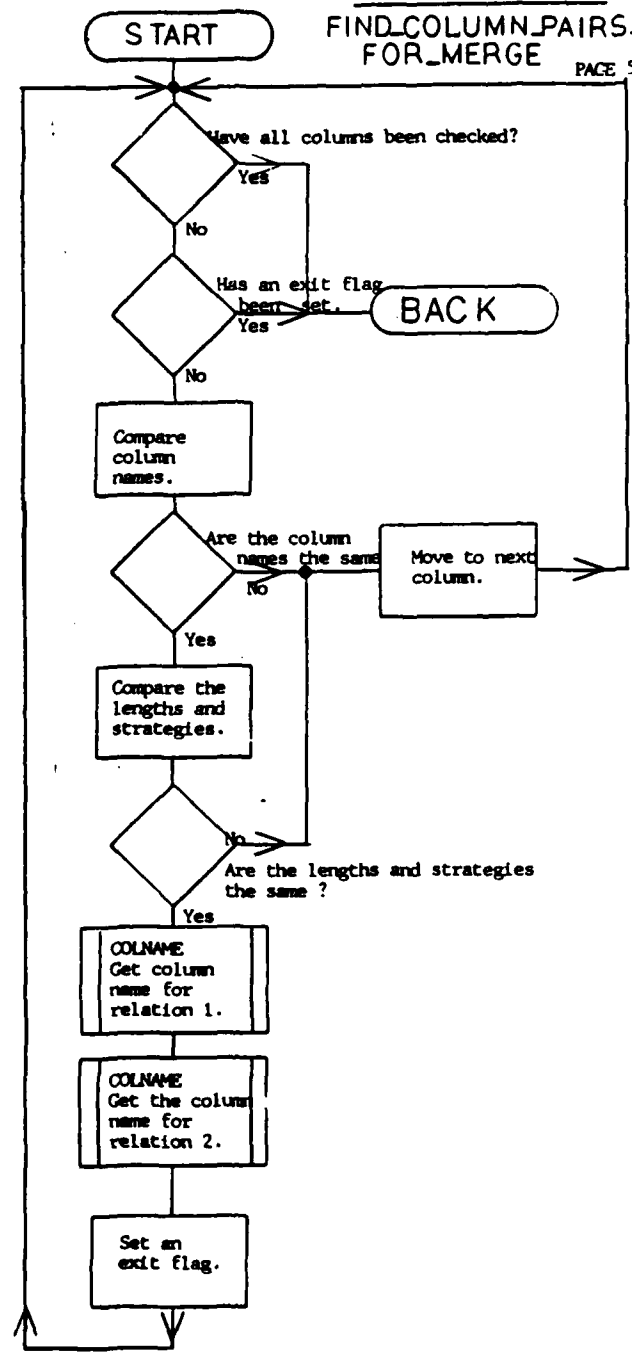 START
FIND_COLUMN_PAIRS_
FOR_MERGE
PAGE 5
Have all columns been checked?
Yes
No
Has an exit flag
been set.
Yes
BACK
No
Compare
column
names.
Are the column
names the same
No
Move to next
column.
Yes
Compare the
lengths and
strategies.
No
Are the lengths and strategies
the same ?
Yes
COLNAME
Get column
name for
relation 1.
COLNAME
Get the column
name for
relation 2.
Set an
exit flag.